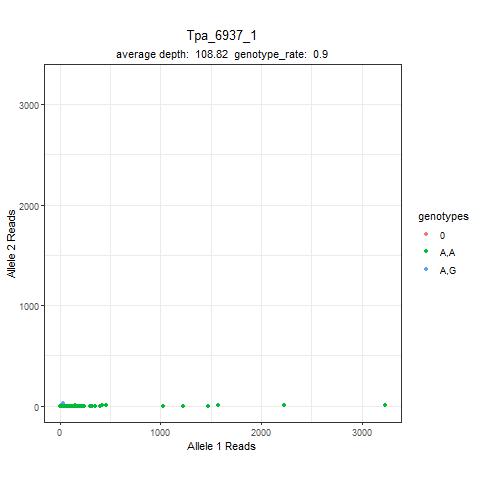 Tpa_6937_1
average depth: 108.82 genotype_rate: 0.9
3000
2000
1000
0
Allele 2 Reads
0 1000 2000 3000
Allele 1 Reads
genotypes
0
A,A
A,G